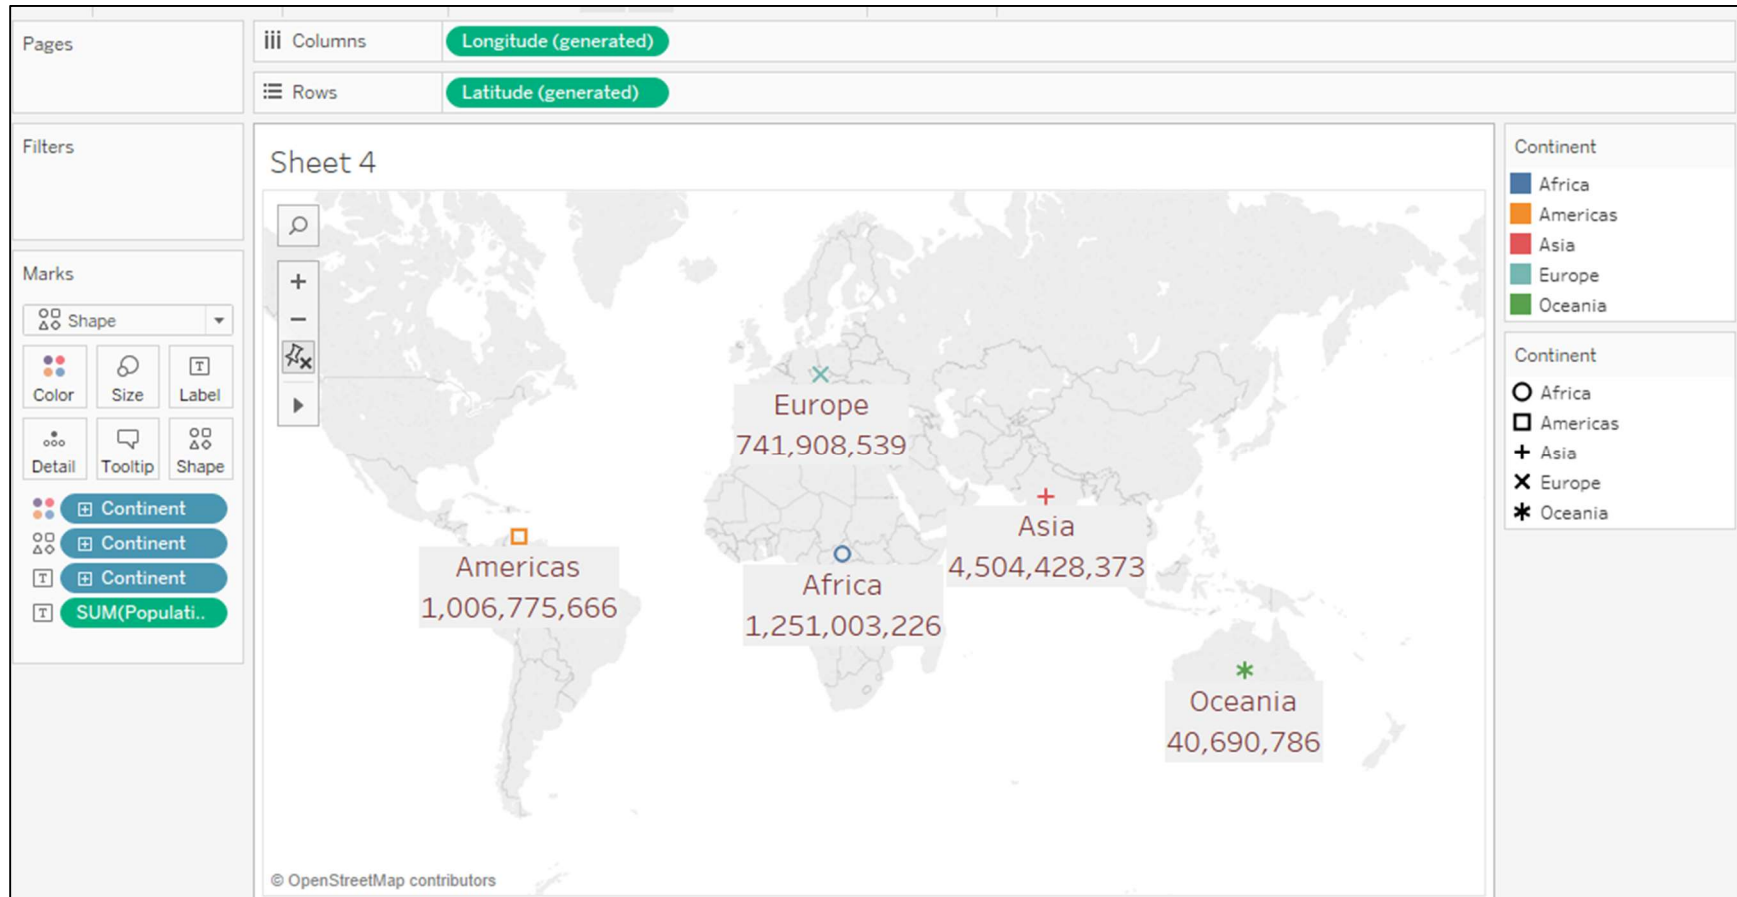 Pages
Columns
Longitude (generated)
Rows
Latitude (generated)
Filters
Marks
Shape
Color
Size
Label
Detail
Tooltip
Shape
Continent
Continent
Continent
SUM(Populati..
Sheet 4
Europe
741,908,539
Asia
4,504,428,373
Americas
1,006,775,666
Africa
1,251,003,226
Oceania
40,690,786
© OpenStreetMap contributors
Continent
Africa
Americas
Asia
Europe
Oceania
Continent
Africa
Americas
Asia
Europe
Oceania